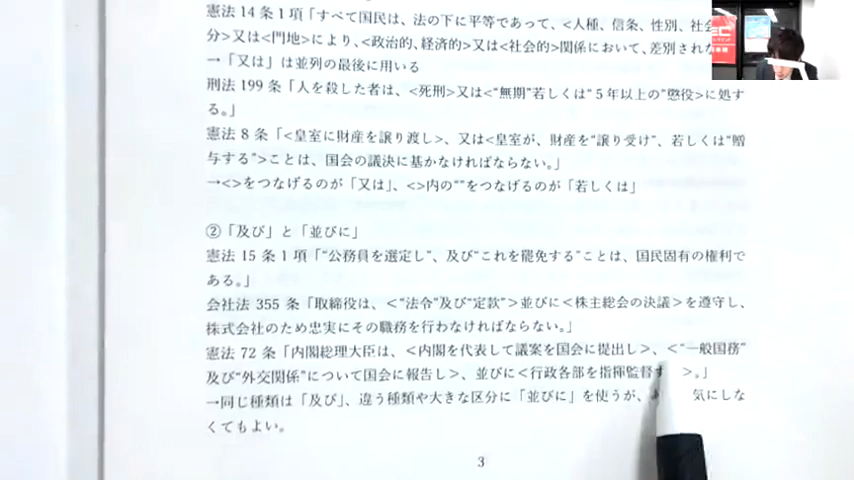 憲法 14 条 1 項「すべて国民は、法の下に平等であって、<人種、信条、性別、社会
分>又は<門地>により、<政治的、経済的>又は<社会的>関係において、差別されな
→「又は」は並列の最後に用いる
刑法 199 条「人を殺した者は、<死刑>又は<“無期”若しくは“５年以上の”懲役>に処す
る。」
憲法 8 条「<皇室に財産を譲り渡し>、又は<皇室が、財産を“譲り受け”、若しくは“贈
与する”>ことは、国会の議決に基かなければならない。」
→<>をつなげるのが「又は」、<>内の“”をつなげるのが「若しくは」
②「及び」と「並びに」
憲法 15 条 1 項「“公務員を選定し”、及び“これを罷免する”ことは、国民固有の権利で
ある。」
会社法 355 条「取締役は、<“法令”及び“定款”>並びに<株主総会の決議>を遵守し、
株式会社のため忠実にその職務を行わなければならない。」
憲法 72 条「内閣総理大臣は、<内閣を代表して議案を国会に提出し>、<“一般国務”
及び“外交関係”について国会に報告し>、並びに<行政各部を指揮監督す >。」
→同じ種類は「及び」、違う種類や大きな区分に「並びに」を使うが、 気にしな
くてもよい。
3